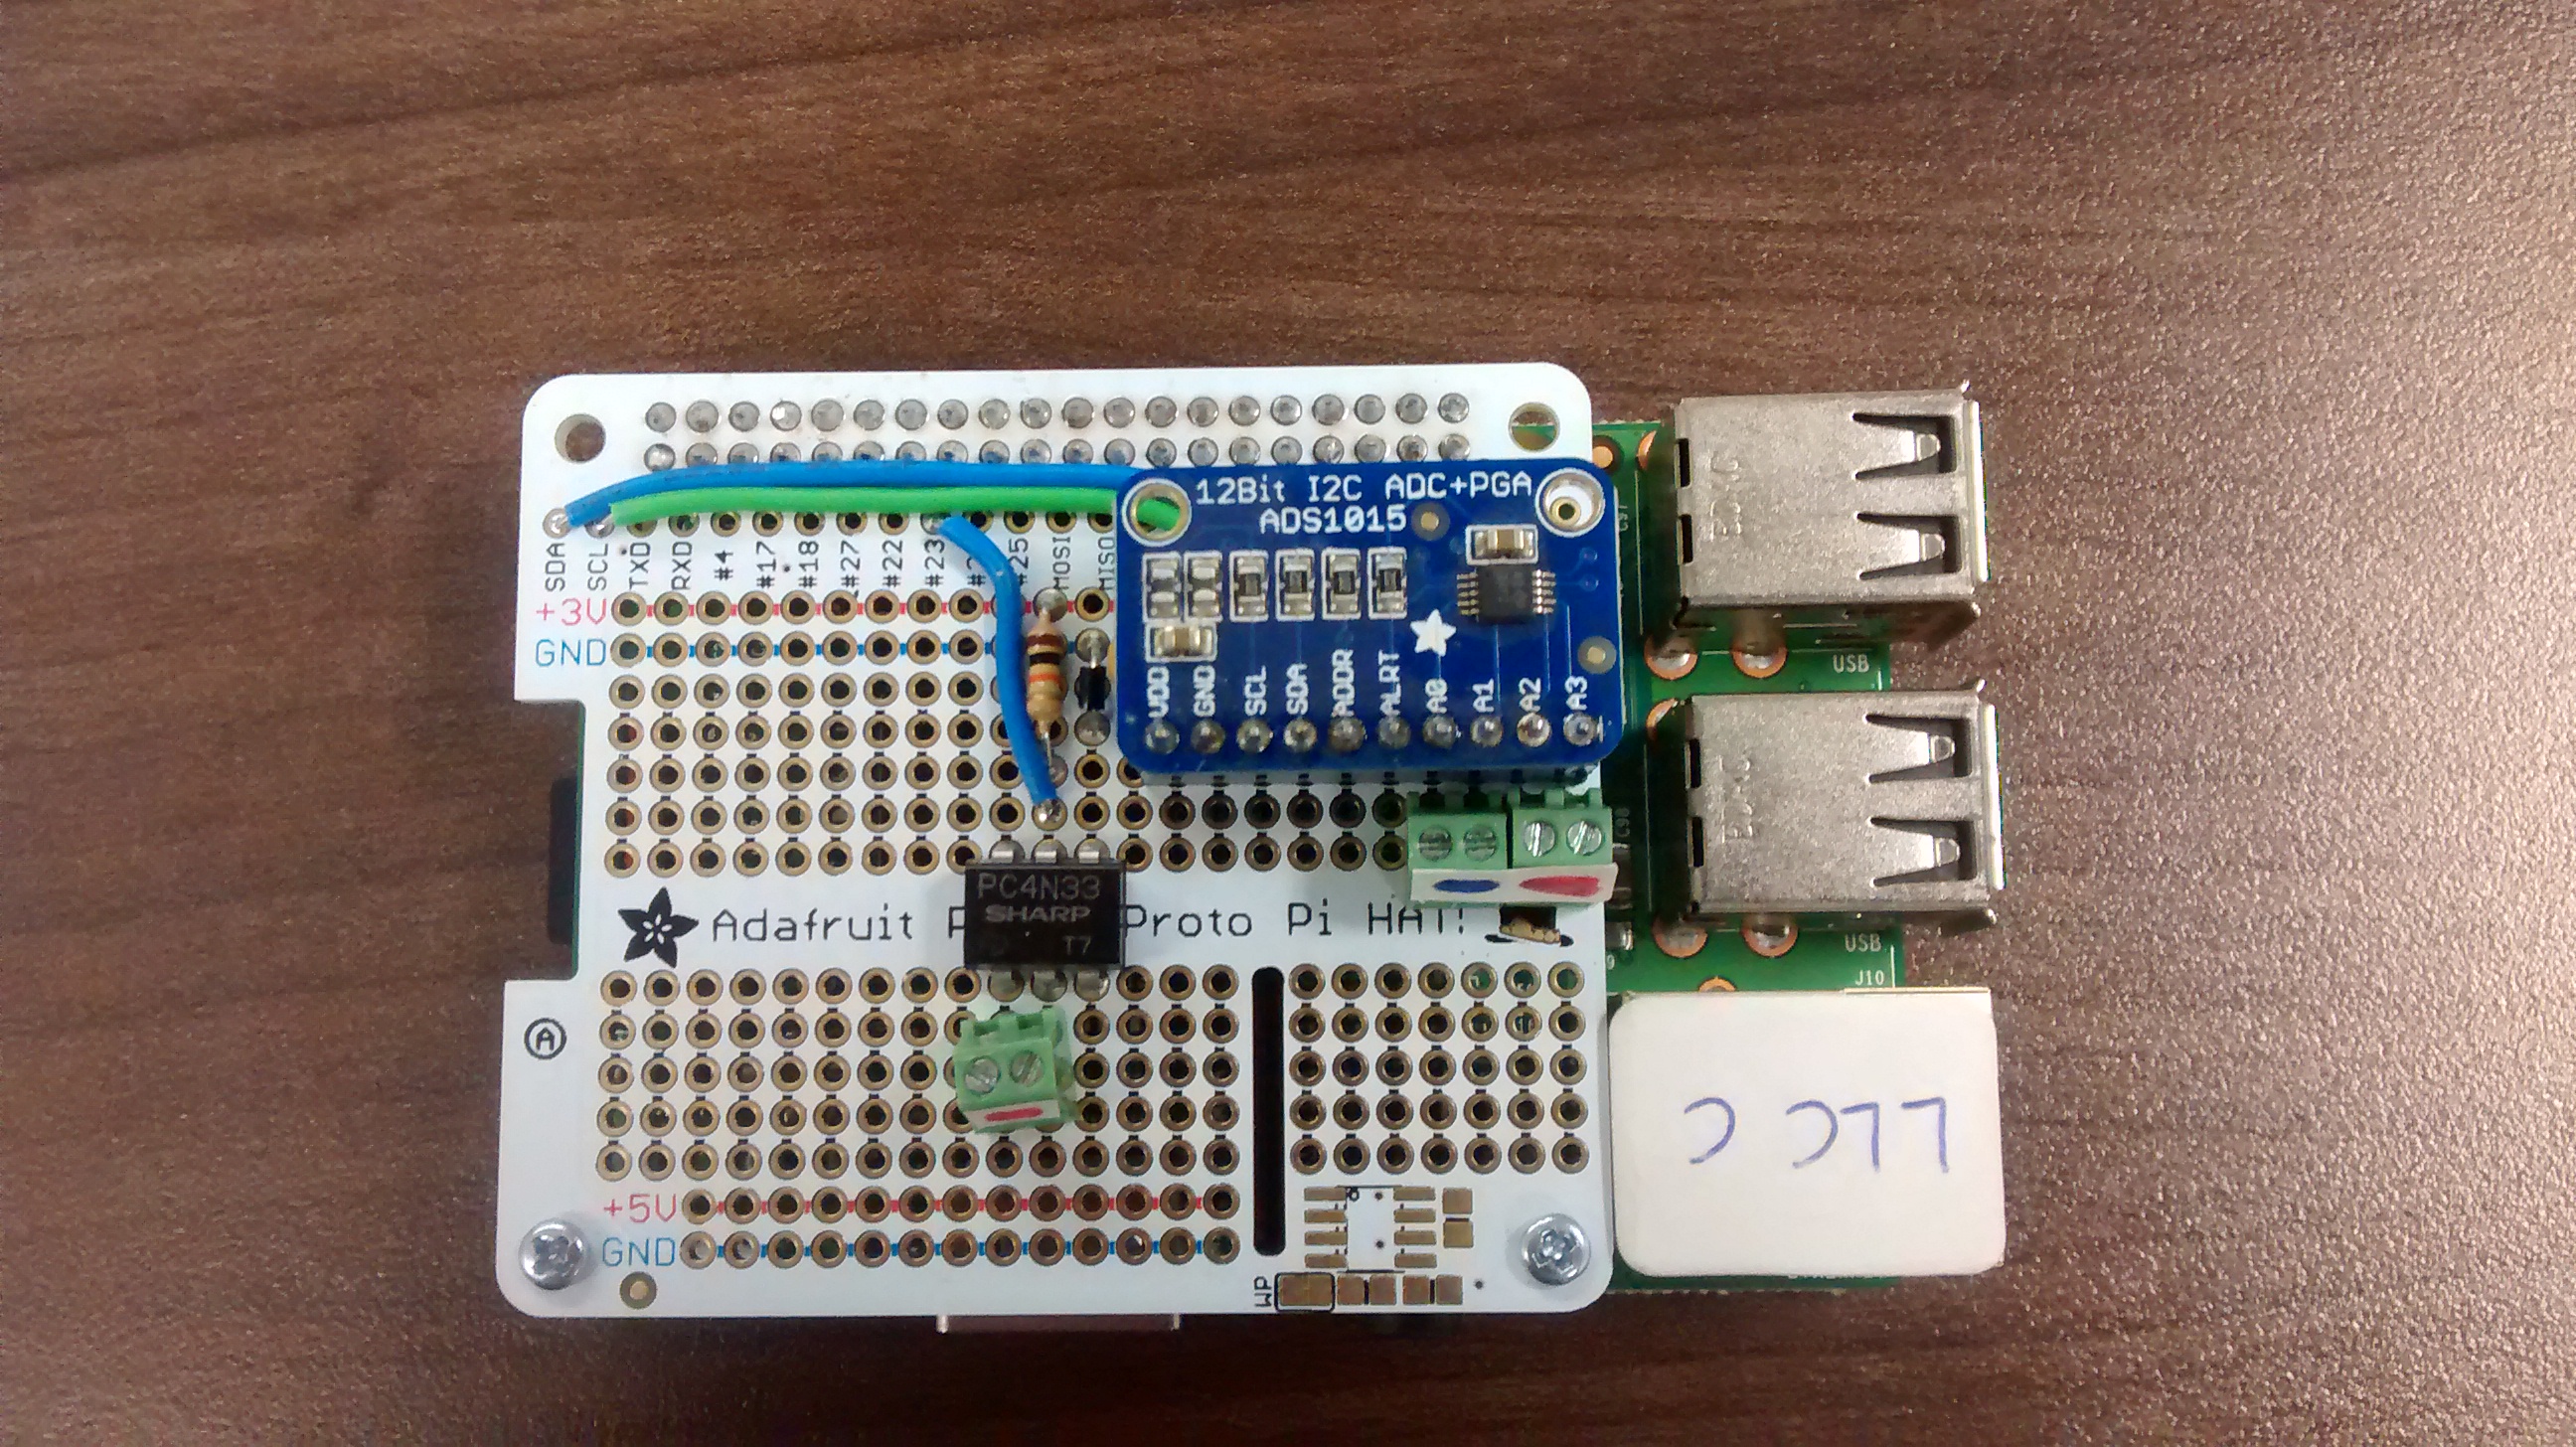 12Bit I2C ADC+PGA
ADS1015
SDA
SCL
TXD
RXD
#4
#17
#18
#27
#22
#23
#25
MOSI
MISO
+3V
GND
VDD
GND
SCL
SDA
ADDR
ALRT
A0
A1
A2
A3
USB
PC4N33
SHARP
T7
Adafruit
Proto Pi HAT!
USB
J10
A
LLC C
+5V
GND
WP